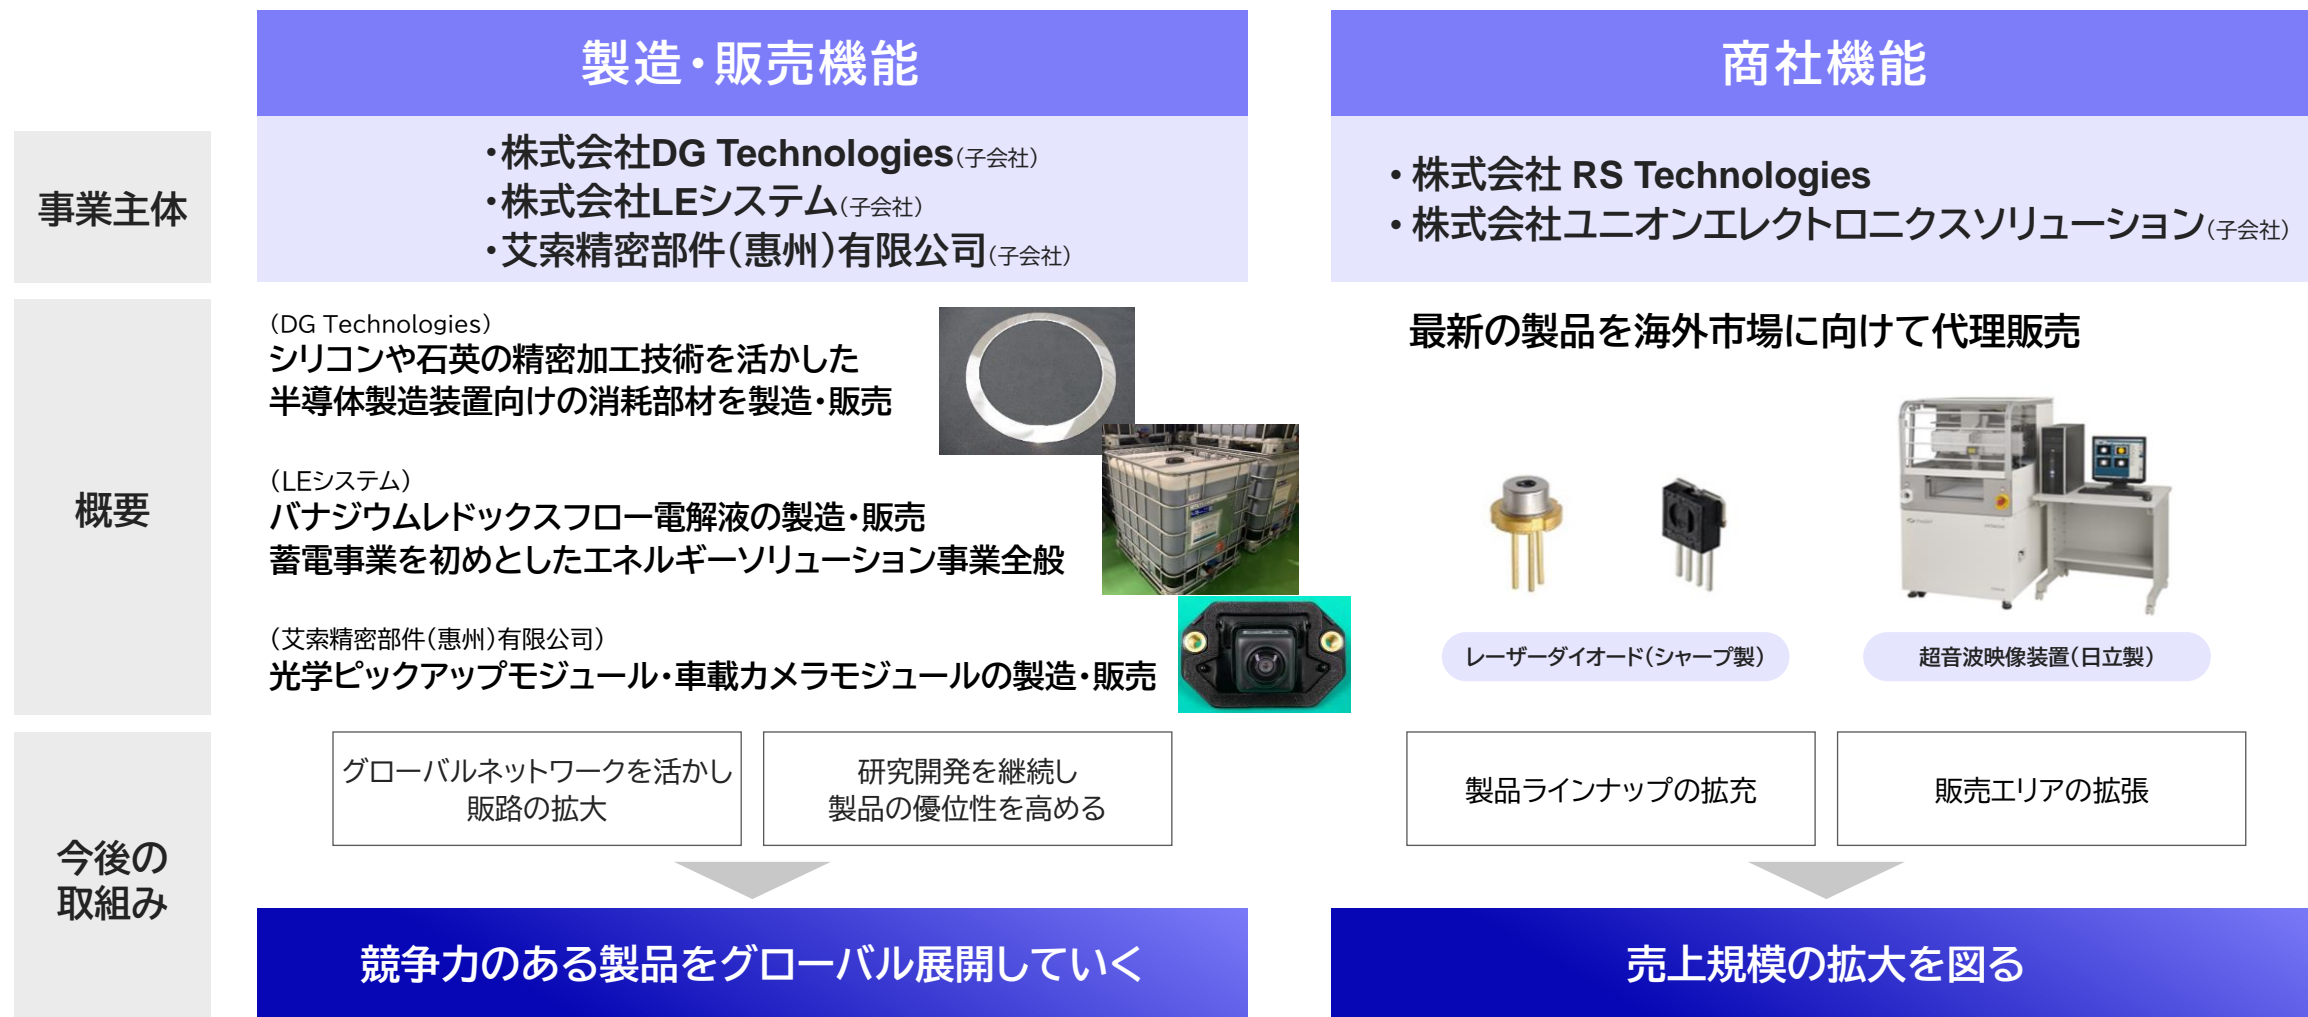 製造・販売機能
商社機能
事業主体
・株式会社DG Technologies(子会社)
・株式会社LEシステム(子会社)
・艾索精密部件(惠州)有限公司(子会社)
• 株式会社 RS Technologies
• 株式会社ユニオンエレクトロニクスソリューション(子会社)
概要
(DG Technologies)
シリコンや石英の精密加工技術を活かした
半導体製造装置向けの消耗部材を製造・販売
(LEシステム)
バナジウムレドックスフロー電解液の製造・販売
蓄電事業を初めとしたエネルギーソリューション事業全般
(艾索精密部件(惠州)有限公司)
光学ピックアップモジュール・車載カメラモジュールの製造・販売
最新の製品を海外市場に向けて代理販売
レーザーダイオード(シャープ製)
超音波映像装置(日立製)
今後の
取組み
グローバルネットワークを活かし
販路の拡大
研究開発を継続し
製品の優位性を高める
製品ラインナップの拡充
販売エリアの拡張
競争力のある製品をグローバル展開していく
売上規模の拡大を図る